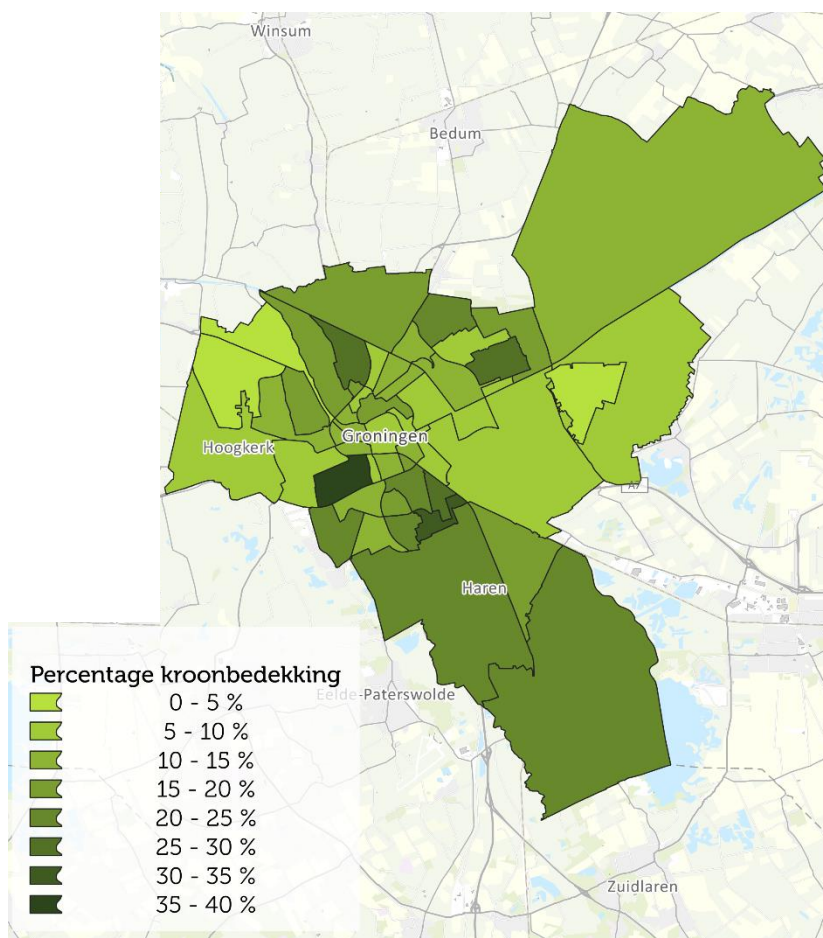 Winsum
Bedum
Hoogkerk
Groningen
A7
Haren
Percentage kroonbedekking
Eelde-Paterswolde
0 - 5 %
5 - 10 %
10 - 15 %
15 - 20 %
20 - 25 %
25 - 30 %
30 - 35 %
35 - 40 %
Zuidlaren